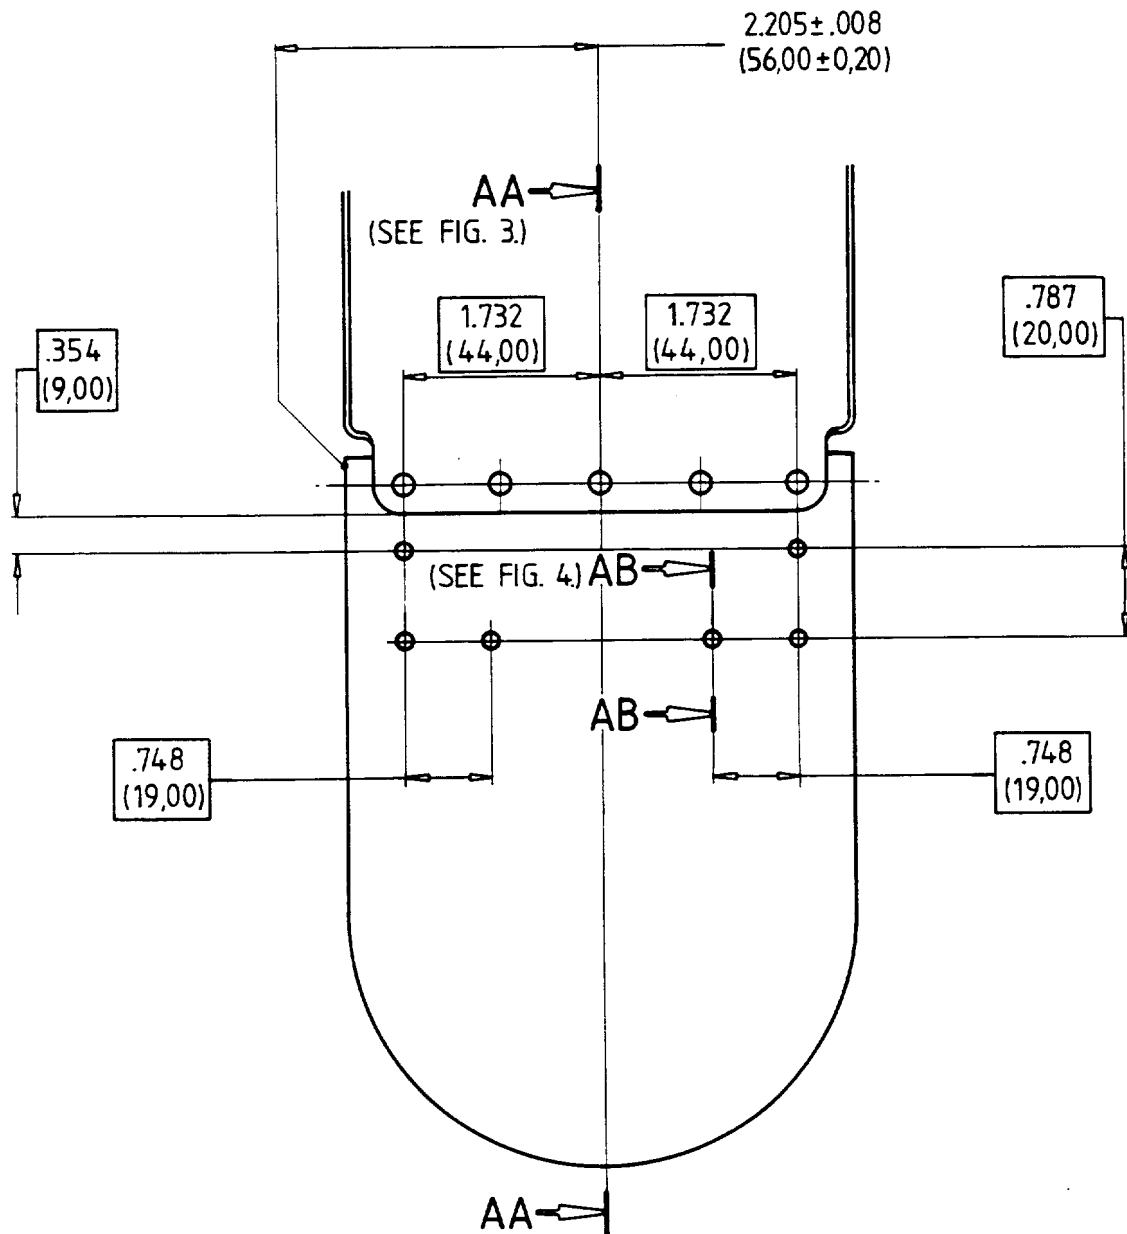 2.205±.008
(56,00±0,20)
AA
(SEE FIG. 3.)
1.732
(44,00)
1.732
(44,00)
.787
(20,00)
.354
(9,00)
(SEE FIG. 4.) AB
AB
.748
(19,00)
.748
(19,00)
AA